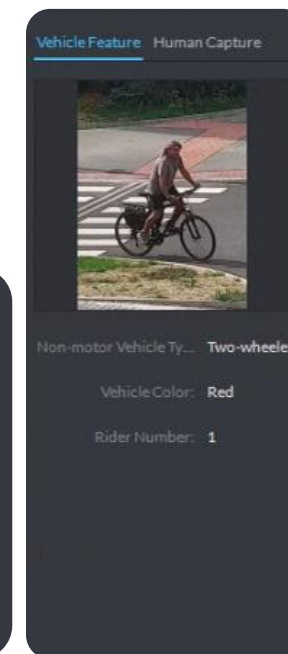 Vehicle Feature Human Capture
Non-motor Vehicle Ty... Two-wheele
Vehicle Color: Red
Rider Number: 1